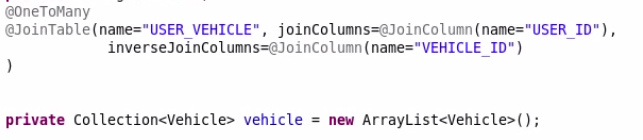 @OneToMany
@JoinTable(name="USER_VEHICLE", joinColumns=@JoinColumn(name="USER_ID"),
inverseJoinColumns=@JoinColumn(name="VEHICLE_ID")
)
private Collection<Vehicle> vehicle = new ArrayList<Vehicle>();